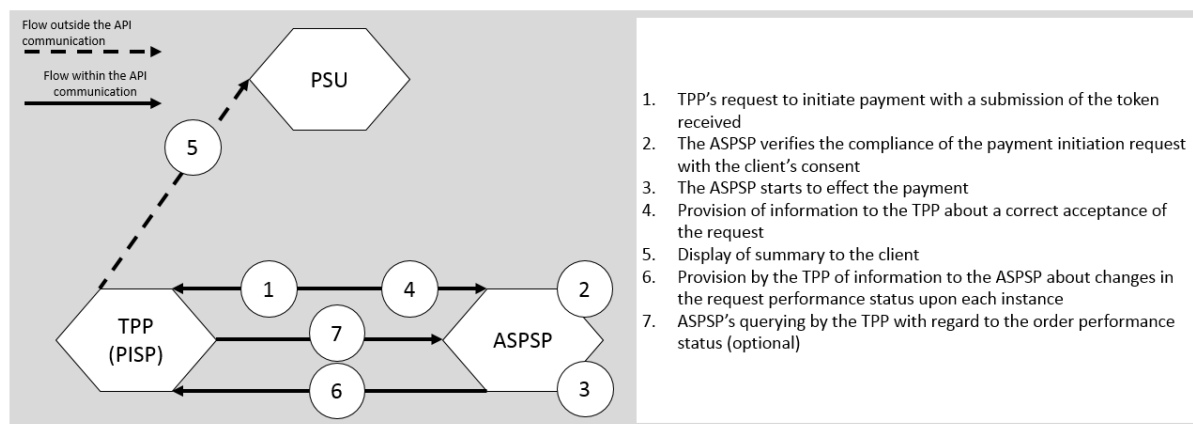 Flow outside the API
communication
Flow within the API
communication
PSU
5
1
4
2
TPP
(PISP)
7
ASPSP
6
3
1. TPP's request to initiate payment with a submission of the token
received
2. The ASPSP verifies the compliance of the payment initiation request
with the client's consent
3. The ASPSP starts to effect the payment
4. Provision of information to the TPP about a correct acceptance of
the request
5. Display of summary to the client
6. Provision by the TPP of information to the ASPSP about changes in
the request performance status upon each instance
7. ASPSP's querying by the TPP with regard to the order performance
status (optional)